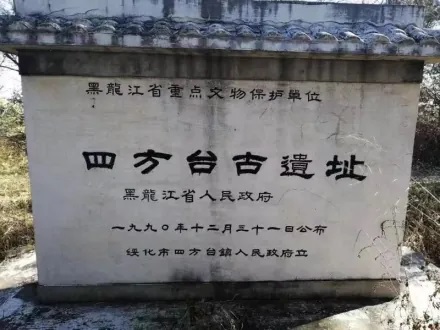 黑龍江省重点文物保护单位
四方台古遺址
黑龍江省人民政府
一九九〇年十二月三十一日公布
绥化市四方台鎮人民政府立